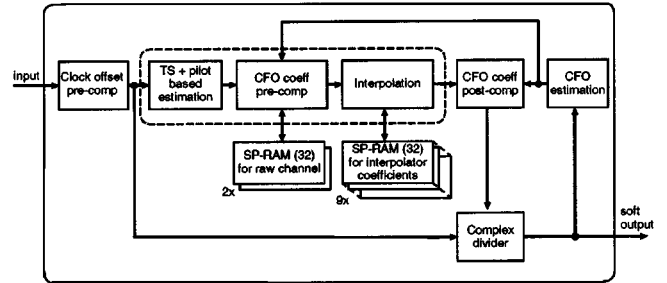 input
Clock offset
pre-comp
TS + pilot
based
estimation
CFO coeff
pre-comp
Interpolation
CFO coeff
post-comp
CFO
estimation
SP-RAM (32)
for raw channel
2x
SP-RAM (32)
for interpolator
coefficients
9x
Complex
divider
soft
output